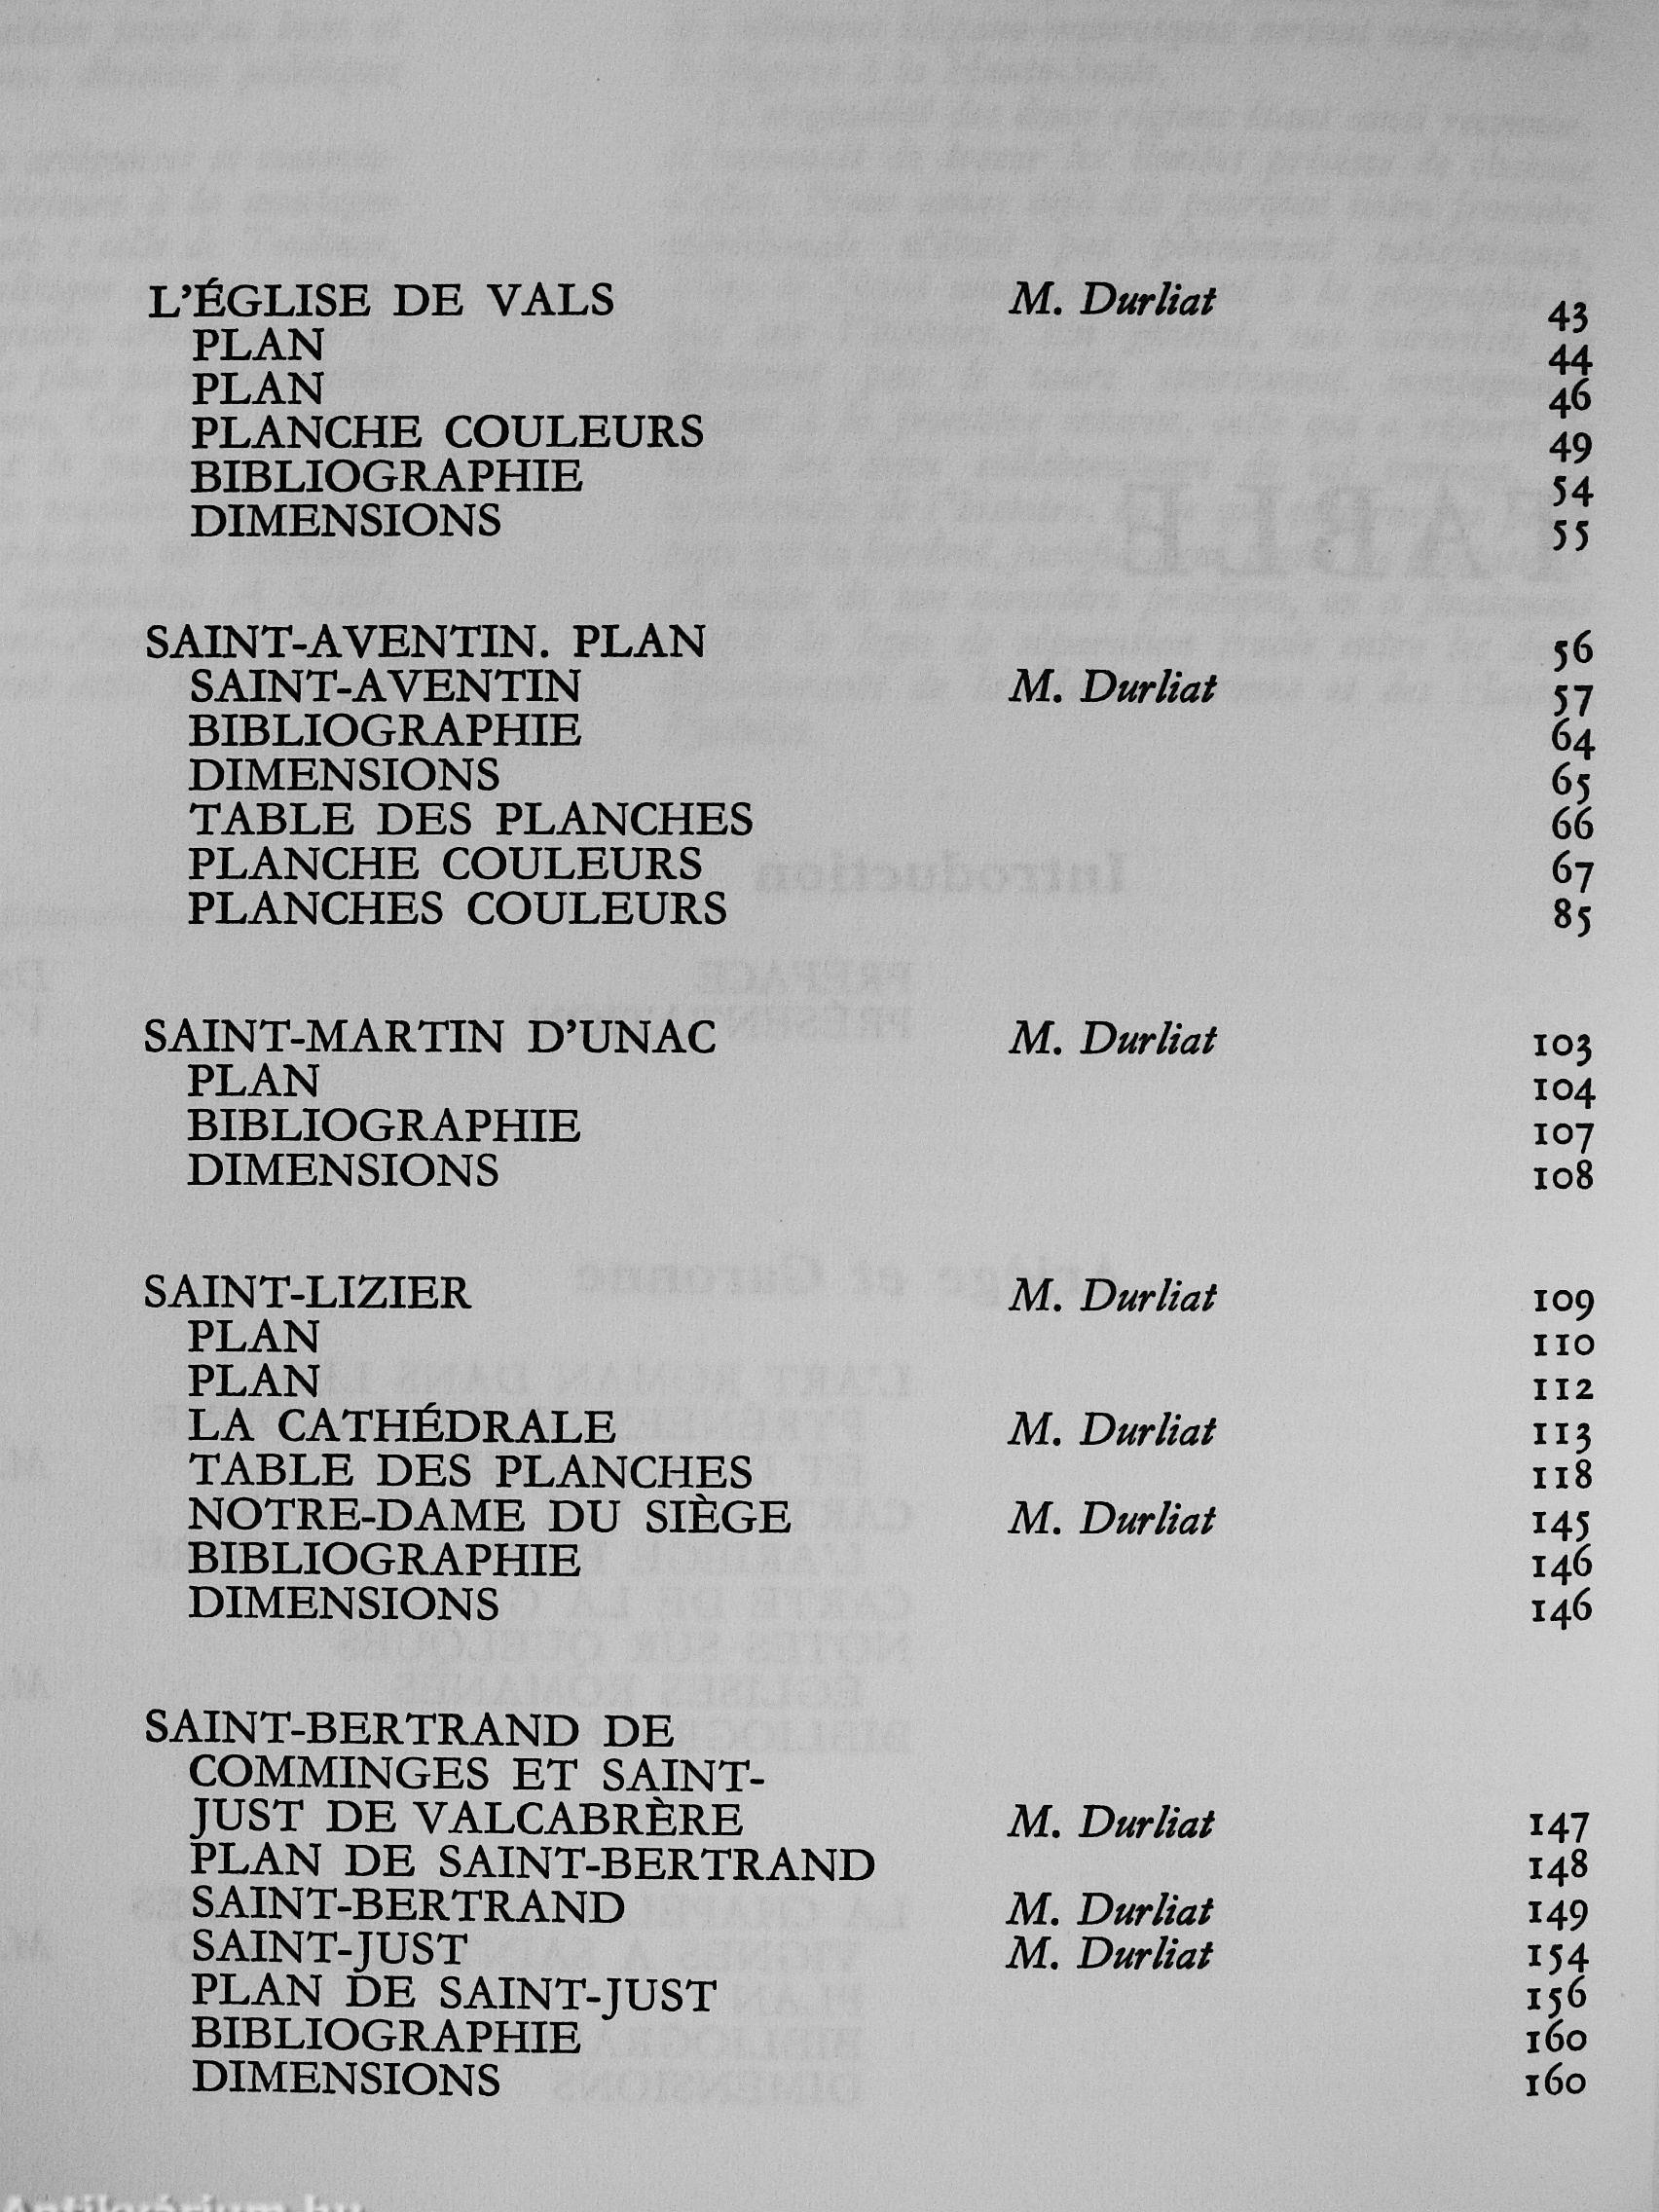 L'ÉGLISE DE VALS M. Durliat 43
PLAN 44
PLAN 46
PLANCHE COULEURS 49
BIBLIOGRAPHIE 54
DIMENSIONS 55
SAINT-AVENTIN. PLAN 56
SAINT-AVENTIN M. Durliat 57
BIBLIOGRAPHIE 64
DIMENSIONS 65
TABLE DES PLANCHES 66
PLANCHE COULEURS 67
PLANCHES COULEURS 85
SAINT-MARTIN D'UNAC M. Durliat 103
PLAN 104
BIBLIOGRAPHIE 107
DIMENSIONS 108
SAINT-LIZIER M. Durliat 109
PLAN 110
PLAN 112
LA CATHÉDRALE M. Durliat 113
TABLE DES PLANCHES 118
NOTRE-DAME DU SIÈGE M. Durliat 145
BIBLIOGRAPHIE 146
DIMENSIONS 146
SAINT-BERTRAND DE
COMMINGES ET SAINT-
JUST DE VALCABRÈRE M. Durliat 147
PLAN DE SAINT-BERTRAND 148
SAINT-BERTRAND M. Durliat 149
SAINT-JUST M. Durliat 154
PLAN DE SAINT-JUST 156
BIBLIOGRAPHIE 160
DIMENSIONS 160